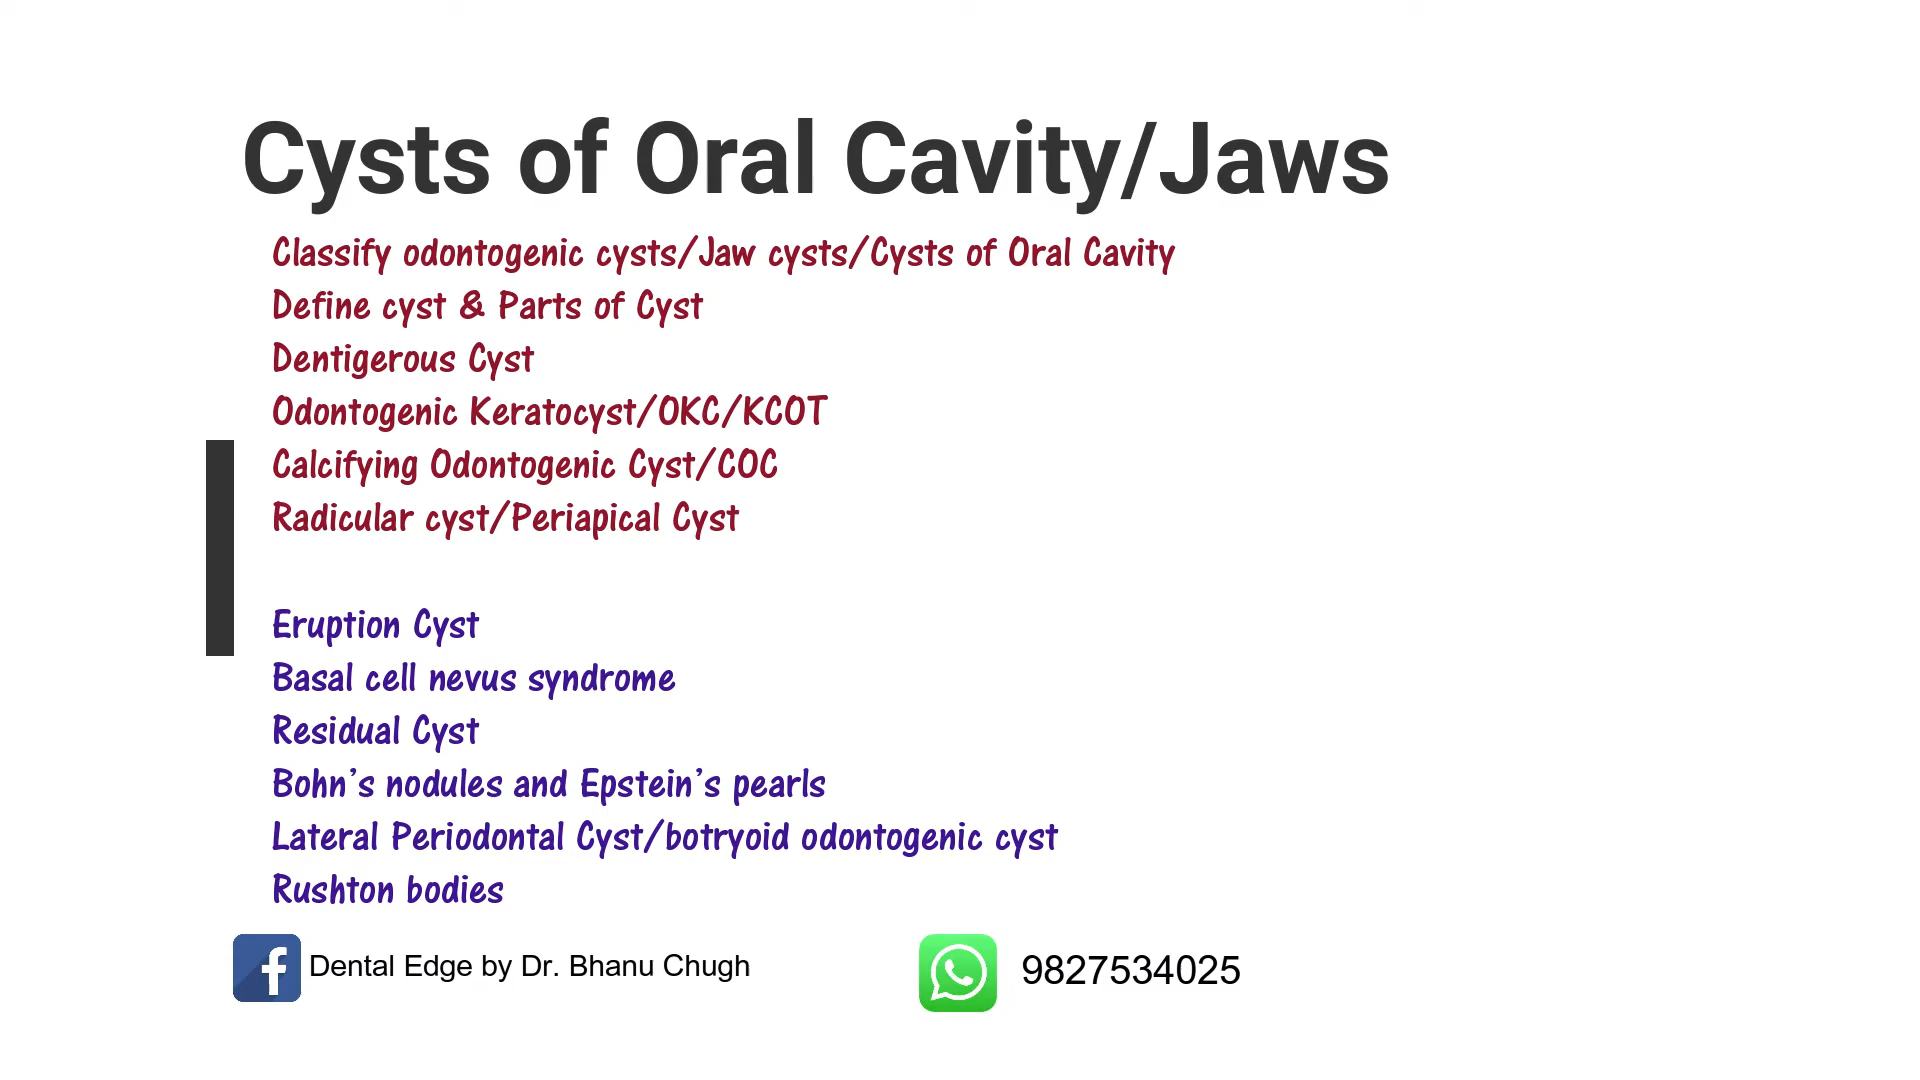 Cysts of Oral Cavity/Jaws
Classify odontogenic cysts/Jaw cysts/Cysts of Oral Cavity
Define cyst & Parts of Cyst
Dentigerous Cyst
Odontogenic Keratocyst/OKC/KCOT
Calcifying Odontogenic Cyst/COC
Radicular cyst/Periapical Cyst
Eruption Cyst
Basal cell nevus syndrome
Residual Cyst
Bohn's nodules and Epstein's pearls
Lateral Periodontal Cyst/botryoid odontogenic cyst
Rushton bodies
f Dental Edge by Dr. Bhanu Chugh
9827534025